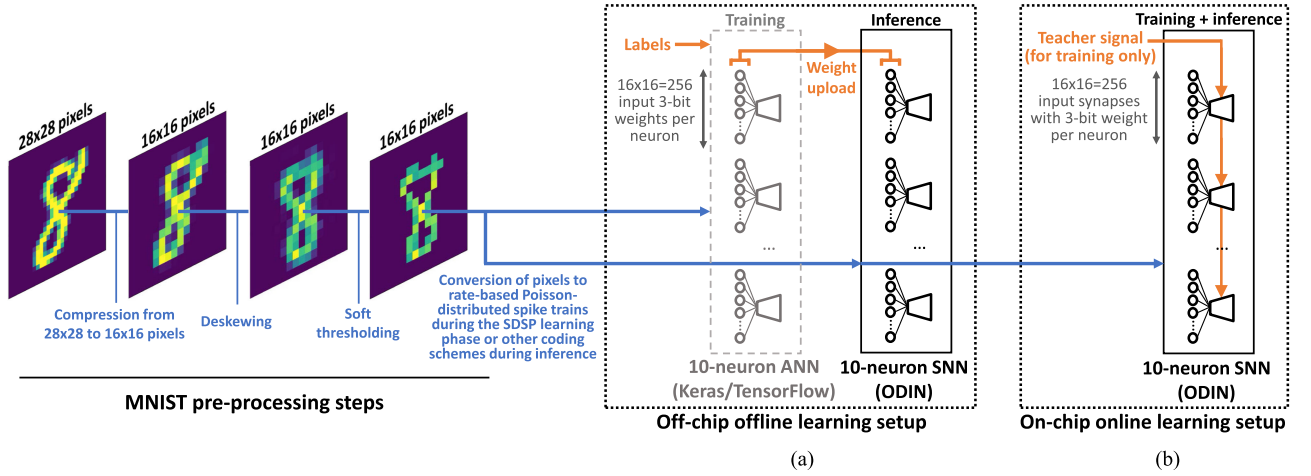 28x28 pixels
16x16 pixels
16x16 pixels
16x16 pixels
Compression from
28x28 to 16x16 pixels
Deskewing
Soft
thresholding
Conversion of pixels to
rate-based Poisson-
distributed spike trains
during the SDSP learning
phase or other coding
schemes during inference
MNIST pre-processing steps
Training
Inference
Labels
Weight
upload
16x16=256
input 3-bit
weights per
neuron
...
...
10-neuron ANN
(Keras/TensorFlow)
10-neuron SNN
(ODIN)
Off-chip offline learning setup
(a)
Training + inference
Teacher signal
(for training only)
16x16=256
input synapses
with 3-bit weight
per neuron
...
10-neuron SNN
(ODIN)
On-chip online learning setup
(b)